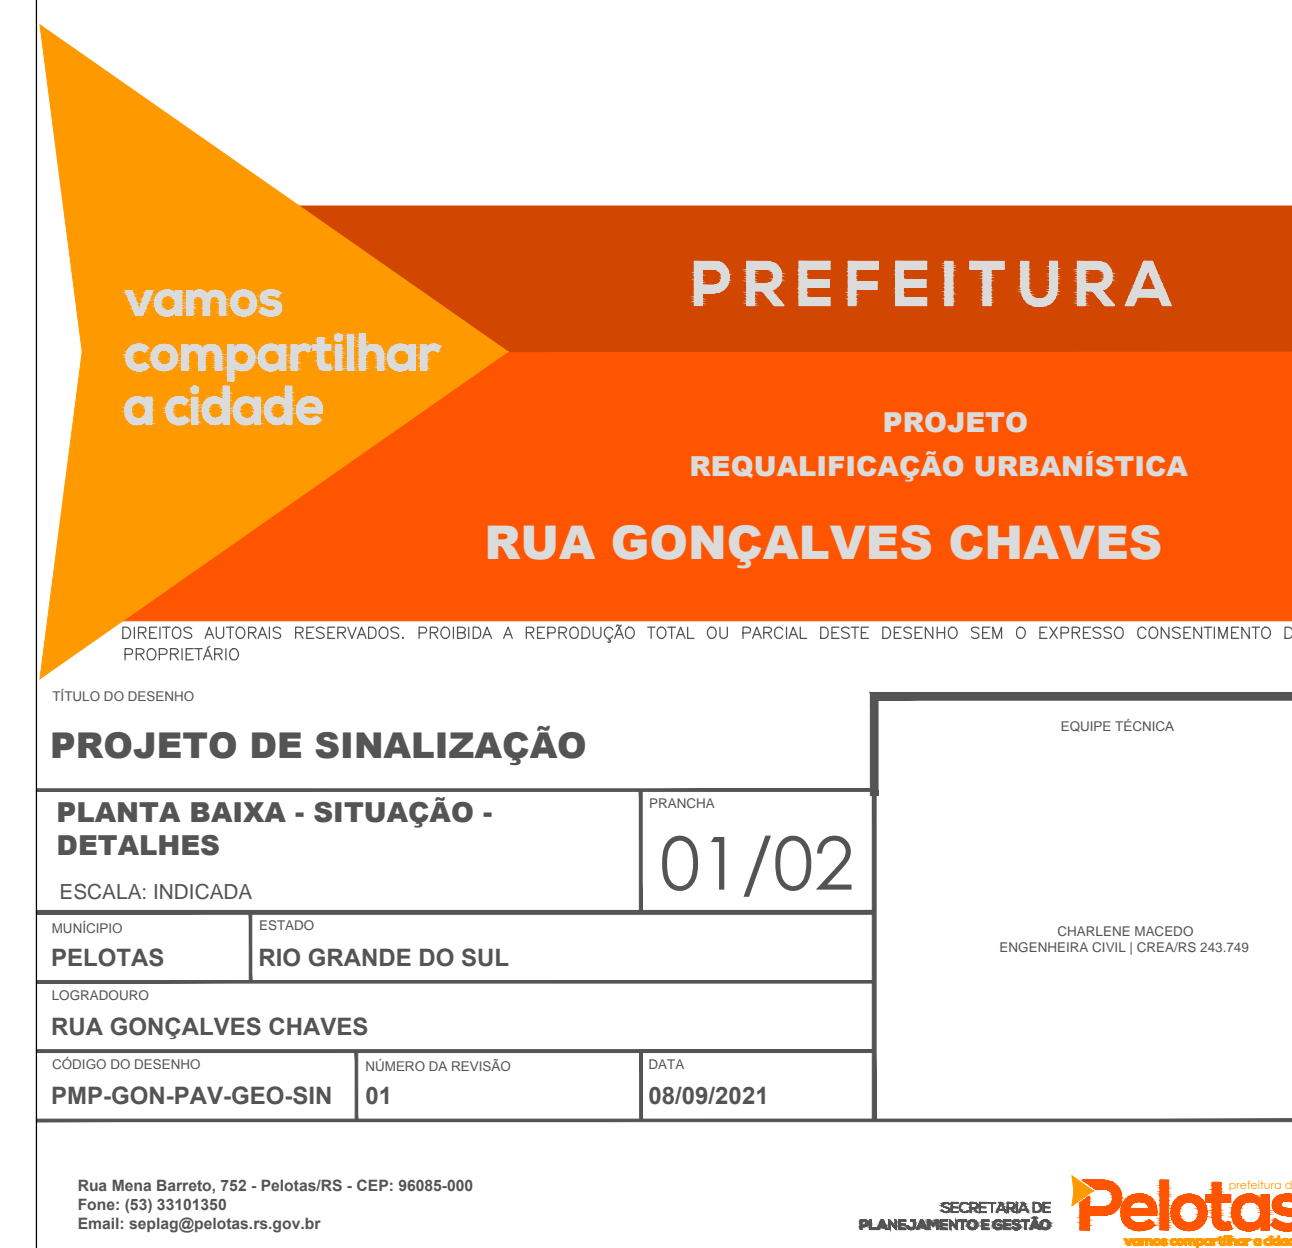 vamos
compartilhar
a cidade
PREFEITURA
PROJETO
REQUALIFICAÇÃO URBANÍSTICA
RUA GONÇALVES CHAVES
DIREITOS AUTORAIS RESERVADOS. PROIBIDA A REPRODUÇÃO TOTAL OU PARCIAL DESTE DESENHO SEM O EXPRESSO CONSENTIMENTO
PROPRIETÁRIO
TÍTULO DO DESENHO
PROJETO DE SINALIZAÇÃO
PLANTA BAIXA - SITUAÇÃO -
DETALHES
ESCALA: INDICADA
PRANCHA
01/02
EQUIPE TÉCNICA
CHARLENE MACEDO
ENGENHEIRA CIVIL | CREA/RS 243.749
MUNÍCIPIO
PELOTAS
ESTADO
RIO GRANDE DO SUL
LOGRADOURO
RUA GONÇALVES CHAVES
CÓDIGO DO DESENHO
PMP-GON-PAV-GEO-SIN
NÚMERO DA REVISÃO
01
DATA
08/09/2021
Rua Mena Barreto, 752 - Pelotas/RS - CEP: 96085-000
Fone: (53) 33101350
Email: seplag@pelotas.rs.gov.br
SECRETARIA DE
PLANEJAMENTO E GESTÃO
prefeitura d
Pelotas
vamos compartilhar a cidad